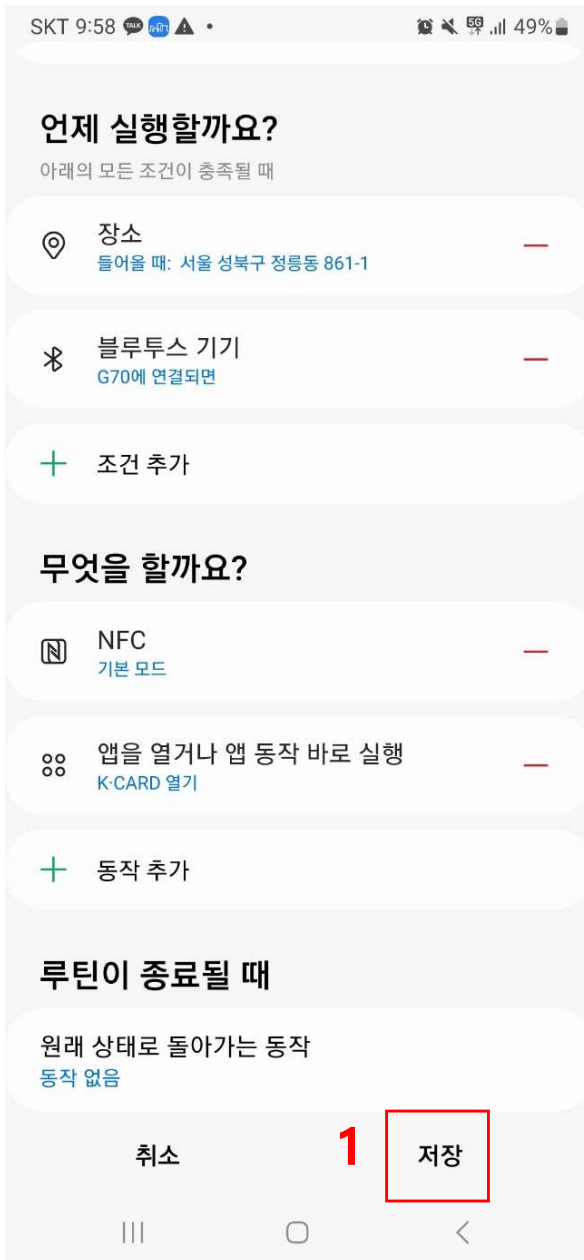 SKT 9:58 TALK
5G 49%
언제 실행할까요?
아래의 모든 조건이 충족될 때
장소
들어올 때: 서울 성북구 정릉동 861-1
블루투스 기기
G70에 연결되면
조건 추가
무엇을 할까요?
NFC
기본 모드
앱을 열거나 앱 동작 바로 실행
K·CARD 열기
동작 추가
루틴이 종료될 때
원래 상태로 돌아가는 동작
동작 없음
취소 1 저장